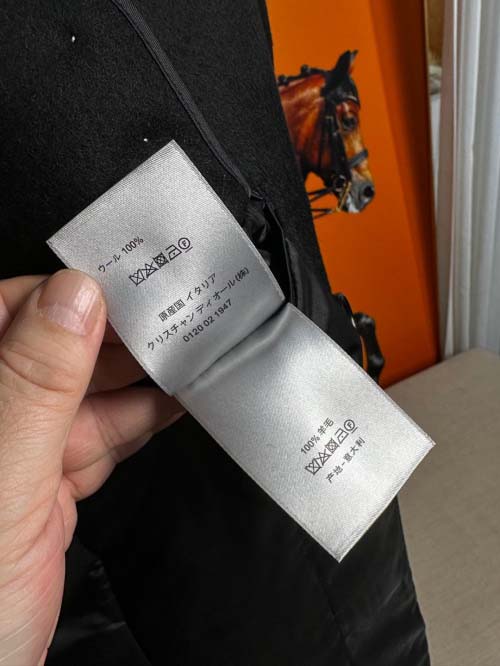 ウール 100%
原産国 イタリア
クリスチャン ディオール(株)
0120 02 1947
100% 羊毛
产地 - 意大利